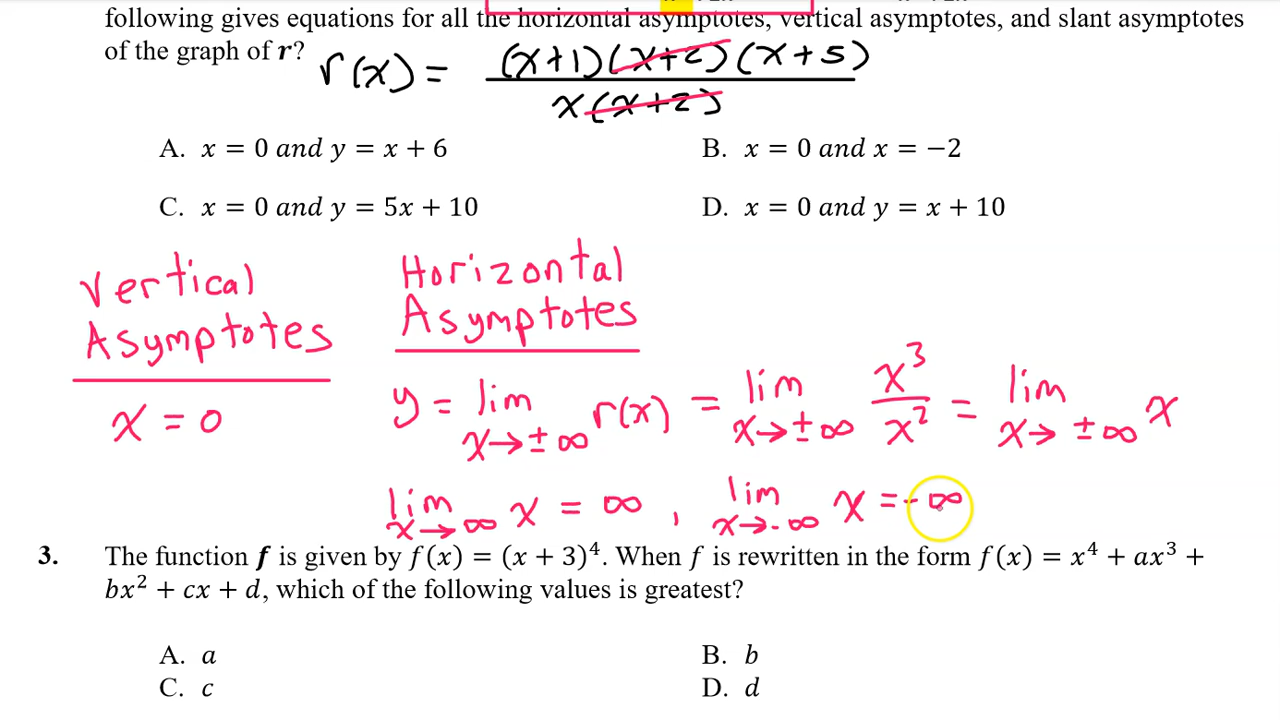 following gives equations for all the horizontal asymptotes, vertical asymptotes, and slant asymptotes
of the graph of r?
r(x) = (x+1)(x+2)(x+5)
x(x+2)
A. x = 0 and y = x + 6
B. x = 0 and x = −2
C. x = 0 and y = 5x + 10
D. x = 0 and y = x + 10
Vertical
Asymptotes
x = 0
Horizontal
Asymptotes
y = lim x→±∞ r(x) = lim x→±∞ x³/x² = lim x→±∞ x
lim x→∞ x = ∞ , lim x→-∞ x = -∞
3. The function f is given by f(x) = (x + 3)⁴. When f is rewritten in the form f(x) = x⁴ + ax³ +
bx² + cx + d, which of the following values is greatest?
A. a
B. b
C. c
D. d